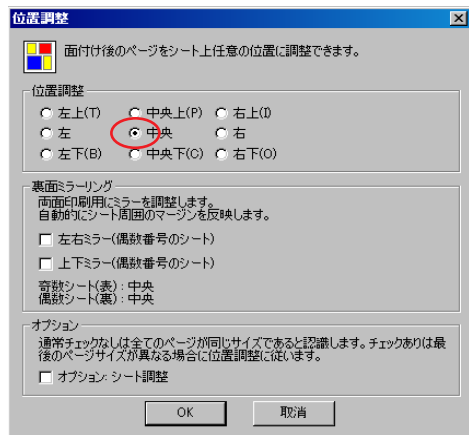 位置調整
面付け後のページをシート上任意の位置に調整できます。
位置調整
左上(T) 中央上(P) 右上(I)
左 中央 右
左下(B) 中央下(C) 右下(O)
裏面ミラーリング
両面印刷用にミラーを調整します。
自動的にシート周囲のマージンを反映します。
左右ミラー(偶数番号のシート)
上下ミラー(偶数番号のシート)
奇数シート(表):中央
偶数シート(裏):中央
オプション
通常チェックなしは全てのページが同じサイズであると認識します。チェックありは最
後のページサイズが異なる場合に位置調整に従います。
オプション:シート調整
OK 取消